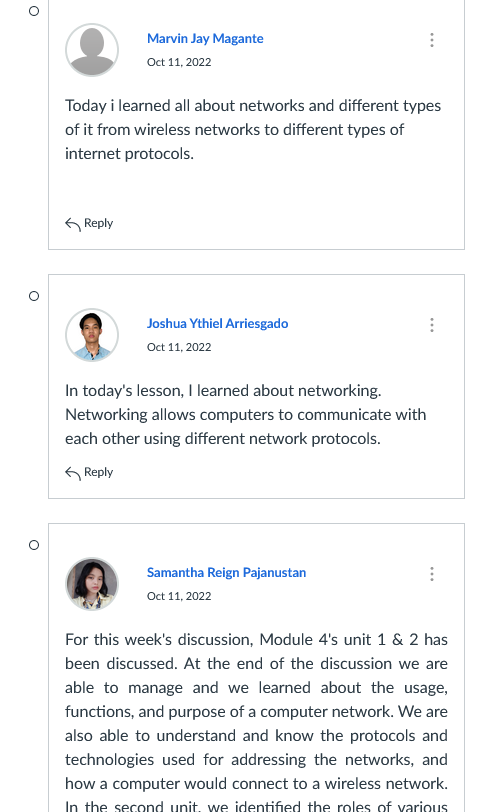 Marvin Jay Magante
Oct 11, 2022
Today i learned all about networks and different types
of it from wireless networks to different types of
internet protocols.
Reply
Joshua Ythiel Arriesgado
Oct 11, 2022
In today's lesson, I learned about networking.
Networking allows computers to communicate with
each other using different network protocols.
Reply
Samantha Reign Pajanustan
Oct 11, 2022
For this week's discussion, Module 4's unit 1 & 2 has
been discussed. At the end of the discussion we are
able to manage and we learned about the usage,
functions, and purpose of a computer network. We are
also able to understand and know the protocols and
technologies used for addressing the networks, and
how a computer would connect to a wireless network.
In the second unit, we identified the roles of various